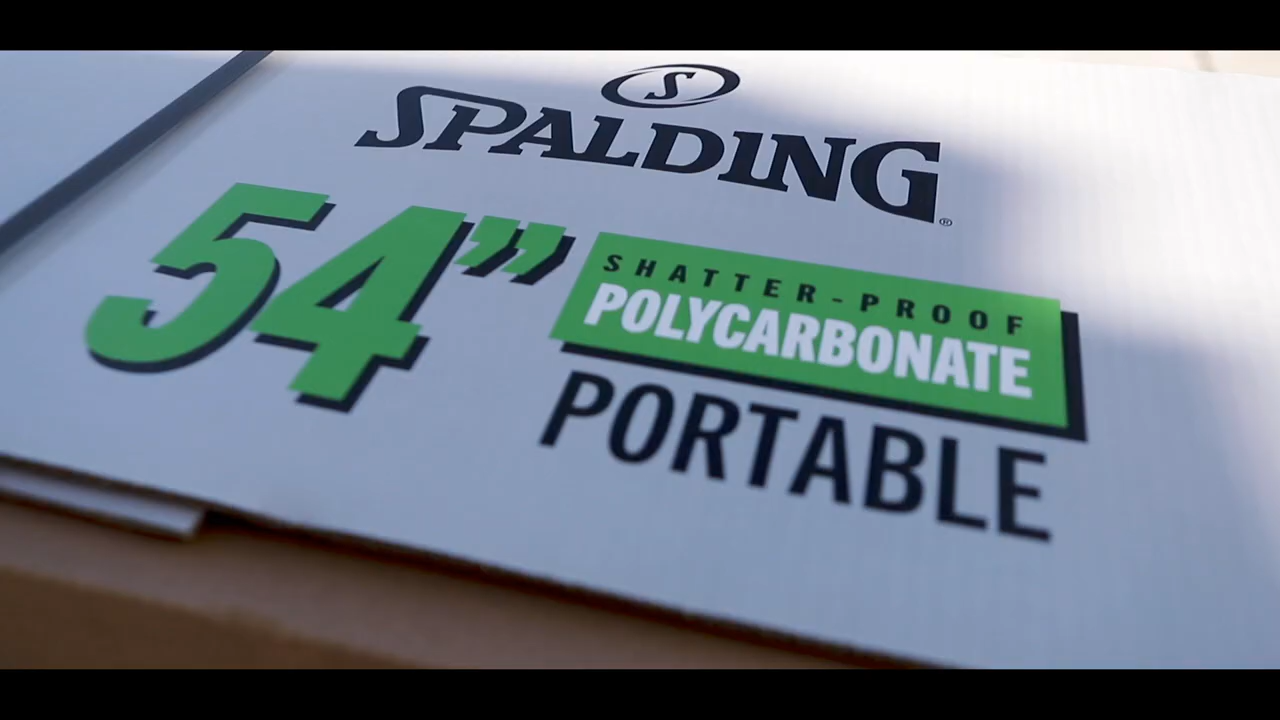 S
SPALDING®
54”
SHATTER-PROOF
POLYCARBONATE
PORTABLE